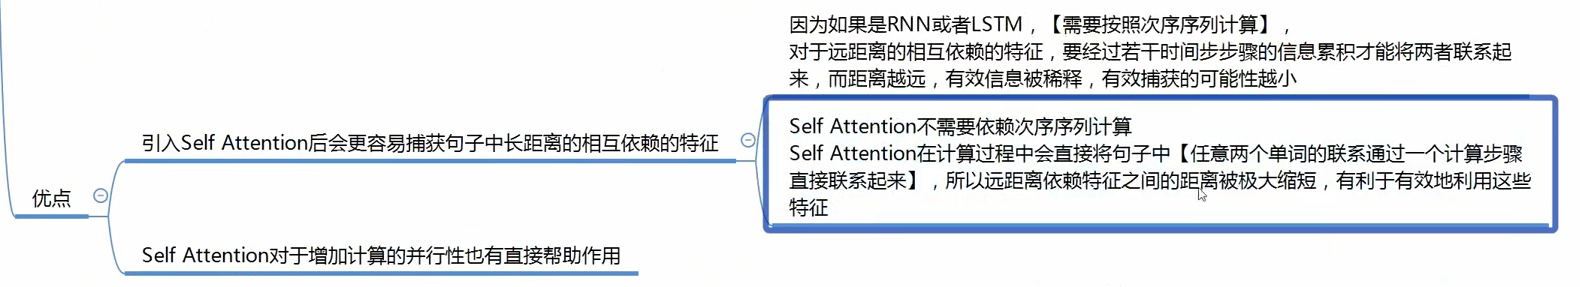 因为如果是RNN或者LSTM，【需要按照次序序列计算】，
对于远距离的相互依赖的特征，要经过若干时间步步骤的信息累积才能将两者联系起
来，而距离越远，有效信息被稀释，有效捕获的可能性越小
引入Self Attention后会更容易捕获句子中长距离的相互依赖的特征
Self Attention不需要依赖次序序列计算
Self Attention在计算过程中会直接将句子中【任意两个单词的联系通过一个计算步骤
直接联系起来】，所以远距离依赖特征之间的距离被极大缩短，有利于有效地利用这些
特征
优点
Self Attention对于增加计算的并行性也有直接帮助作用